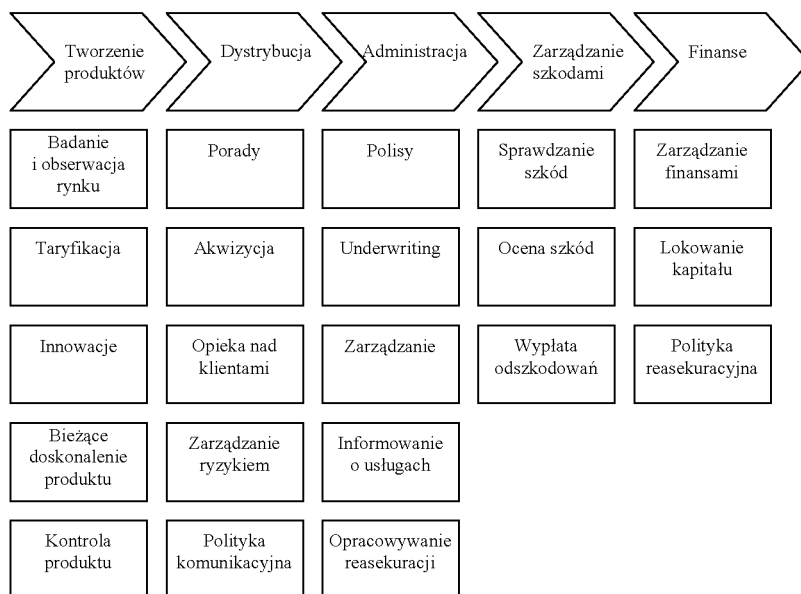 Tworzenie
produktów
Dystrybucja
Administracja
Zarządzanie
szkodami
Finanse
Badanie
i obserwacja
rynku
Porady
Polisy
Sprawdzanie
szkód
Zarządzanie
finansami
Taryfikacja
Akwizycja
Underwriting
Ocena szkód
Lokowanie
kapitału
Innowacje
Opieka nad
klientami
Zarządzanie
Wypłata
odszkodowań
Polityka
reasekuracyjna
Bieżące
doskonalenie
produktu
Zarządzanie
ryzykiem
Informowanie
o usługach
Kontrola
produktu
Polityka
komunikacyjna
Opracowywanie
reasekuracji